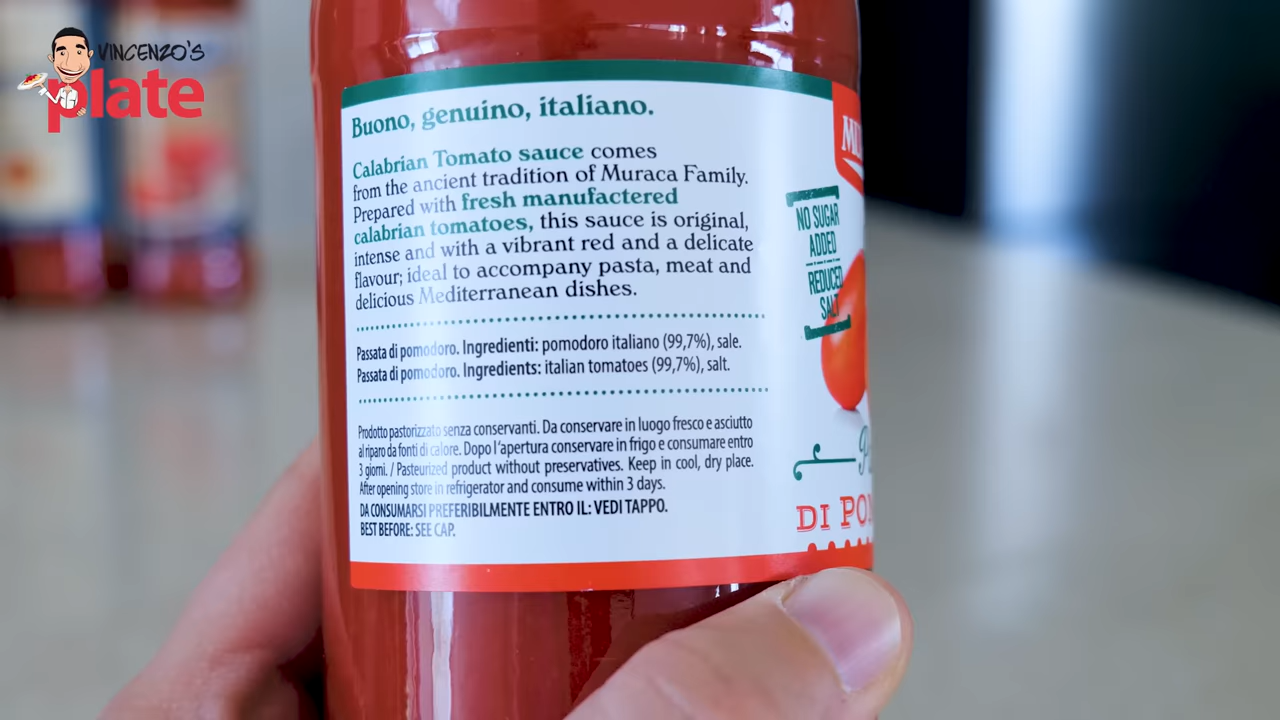 VINCENZO'S
plate
Buono, genuino, italiano.
Calabrian Tomato sauce comes
from the ancient tradition of Muraca Family.
Prepared with fresh manufactered
calabrian tomatoes, this sauce is original,
intense and with a vibrant red and a delicate
flavour; ideal to accompany pasta, meat and
delicious Mediterranean dishes.
Passata di pomodoro. Ingredienti: pomodoro italiano (99,7%), sale.
Passata di pomodoro. Ingredients: italian tomatoes (99,7%), salt.
Prodotto pastorizzato senza conservanti. Da conservare in luogo fresco e asciutto
al riparo da fonti di calore. Dopo l'apertura conservare in frigo e consumare entro
3 giorni. / Pasteurized product without preservatives. Keep in cool, dry place.
After opening store in refrigerator and consume within 3 days.
DA CONSUMARSI PREFERIBILMENTE ENTRO IL: VEDI TAPPO.
BEST BEFORE: SEE CAP.
NO SUGAR
ADDED
REDUCED
SALT
DI